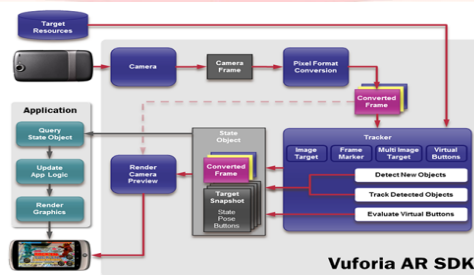 Target
Resources
Camera
Camera
Frame
Pixel Format
Conversion
Converted
Frame
Application
Query
State Object
Update
App Logic
Render
Graphics
Render
Camera
Preview
State
Object
Converted
Frame
Target
Snapshot
State
Pose
Buttons
Tracker
Image
Target
Frame
Marker
Multi Image
Target
Virtual
Buttons
Detect New Objects
Track Detected Objects
Evaluate Virtual Buttons
Vuforia AR SDK